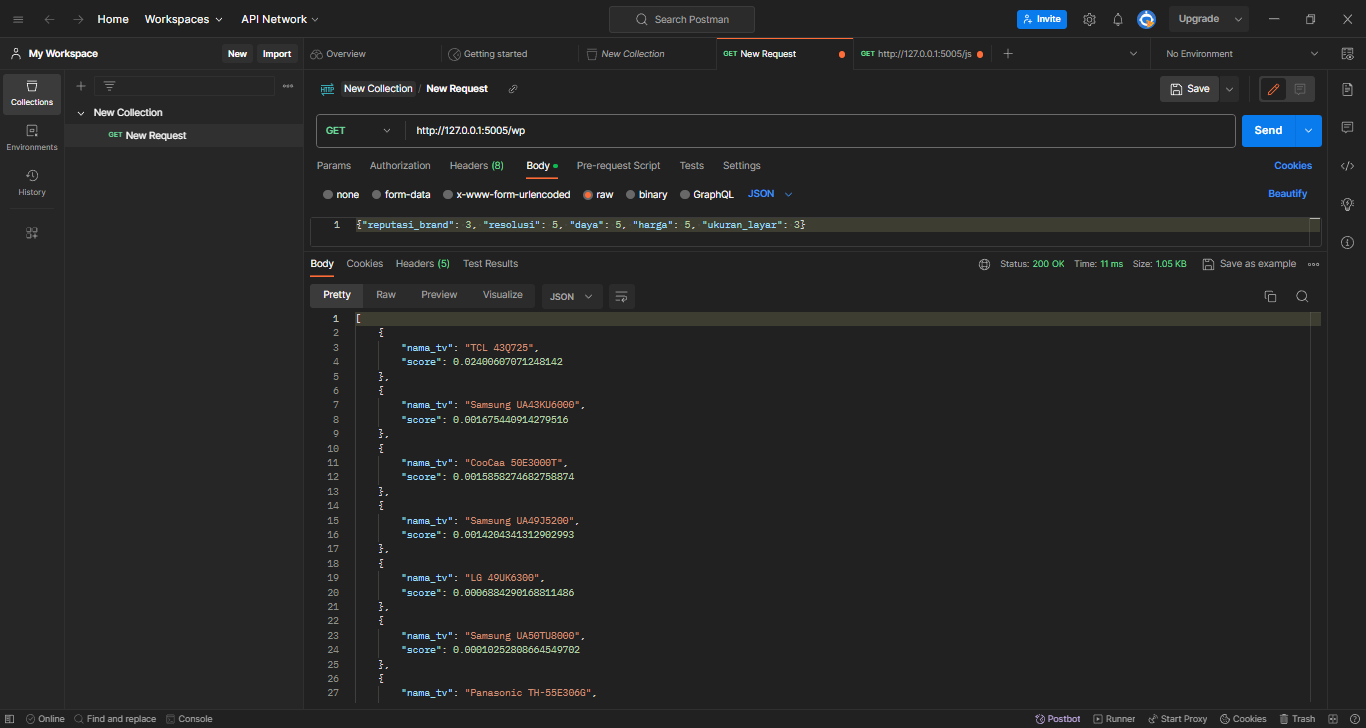 Home Workspaces API Network Search Postman Invite Upgrade
My Workspace New Import Overview Getting started New Collection GET New Request GET http://127.0.0.1:5005/js No Environment
Collections
Environments
History
New Collection
GET New Request
HTTP New Collection / New Request Save
GET http://127.0.0.1:5005/wp Send
Params Authorization Headers (8) Body Pre-request Script Tests Settings Cookies
none form-data x-www-form-urlencoded raw binary GraphQL JSON Beautify
1 {"reputasi_brand": 3, "resolusi": 5, "daya": 5, "harga": 5, "ukuran_layar": 3}
Body Cookies Headers (5) Test Results Status: 200 OK Time: 11 ms Size: 1.05 KB Save as example
Pretty Raw Preview Visualize JSON
1 [
2 {
3 "nama_tv": "TCL 43Q725",
4 "score": 0.02400607071248142
5 },
6 {
7 "nama_tv": "Samsung UA43KU6000",
8 "score": 0.001675440914279516
9 },
10 {
11 "nama_tv": "CooCaa 50E3000T",
12 "score": 0.0015858274682758874
13 },
14 {
15 "nama_tv": "Samsung UA49J5200",
16 "score": 0.0014204341312902993
17 },
18 {
19 "nama_tv": "LG 49UK6300",
20 "score": 0.0006884290168811486
21 },
22 {
23 "nama_tv": "Samsung UA50TU8000",
24 "score": 0.00010252808664549702
25 },
26 {
27 "nama_tv": "Panasonic TH-55E306G",
Online Find and replace Console Postbot Runner Start Proxy Cookies Trash